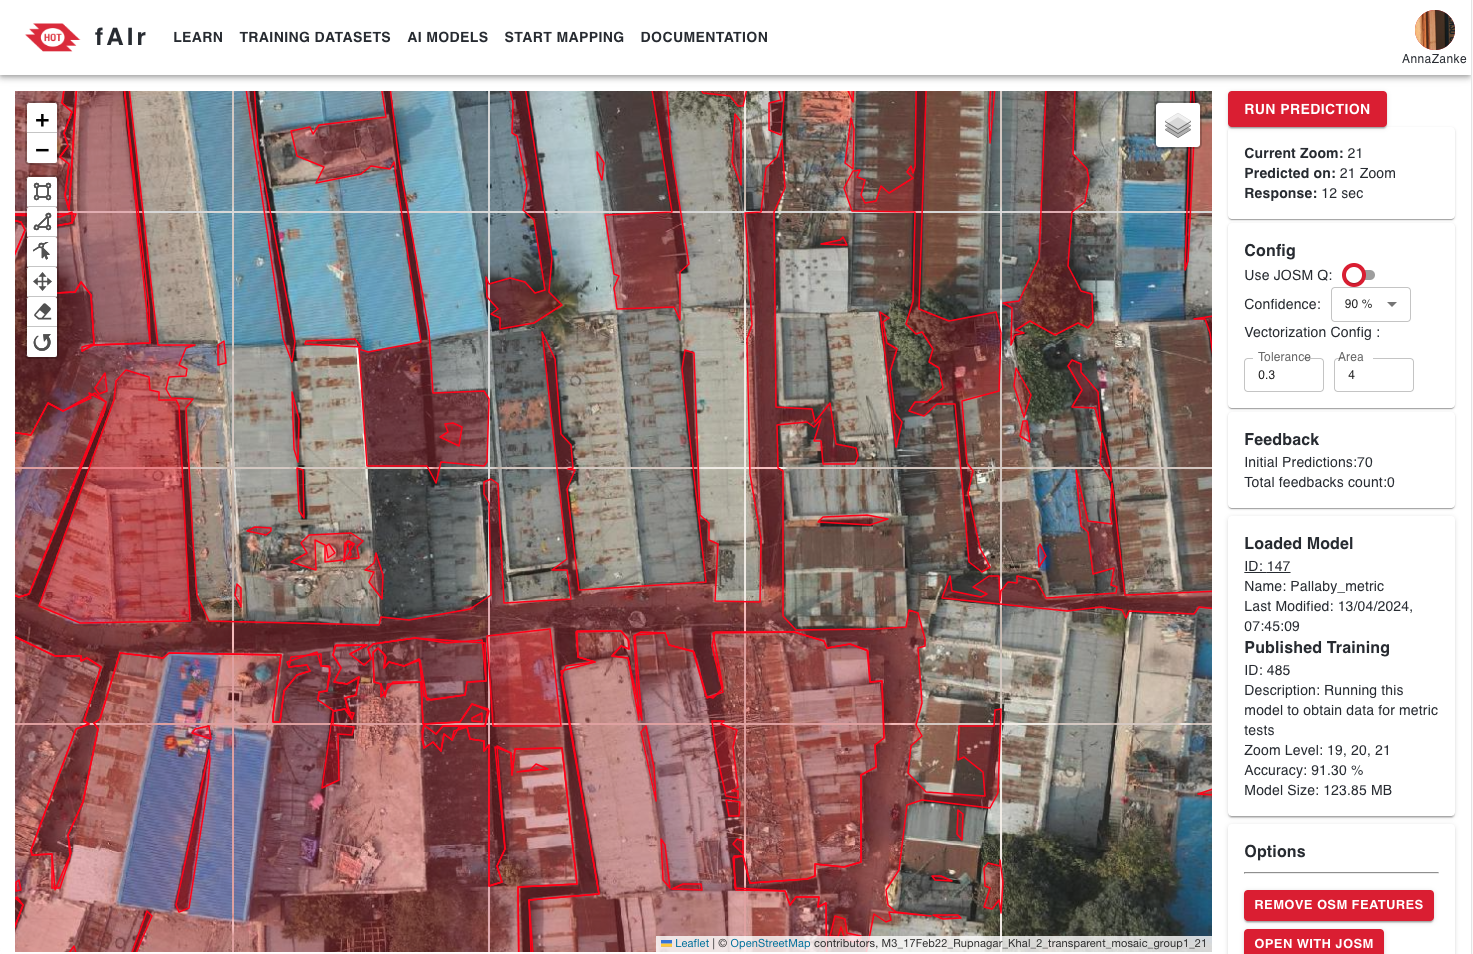 HOT
fAIr
LEARN
TRAINING DATASETS
AI MODELS
START MAPPING
DOCUMENTATION
AnnaZanke
+
−
RUN PREDICTION
Current Zoom: 21
Predicted on: 21 Zoom
Response: 12 sec
Config
Use JOSM Q:
Confidence: 90 %
Vectorization Config :
Tolerance
0.3
Area
4
Feedback
Initial Predictions:70
Total feedbacks count:0
Loaded Model
ID: 147
Name: Pallaby_metric
Last Modified: 13/04/2024,
07:45:09
Published Training
ID: 485
Description: Running this
model to obtain data for metric
tests
Zoom Level: 19, 20, 21
Accuracy: 91.30 %
Model Size: 123.85 MB
Options
REMOVE OSM FEATURES
OPEN WITH JOSM
Leaflet | © OpenStreetMap contributors, M3_17Feb22_Rupnagar_Khal_2_transparent_mosaic_group1_21